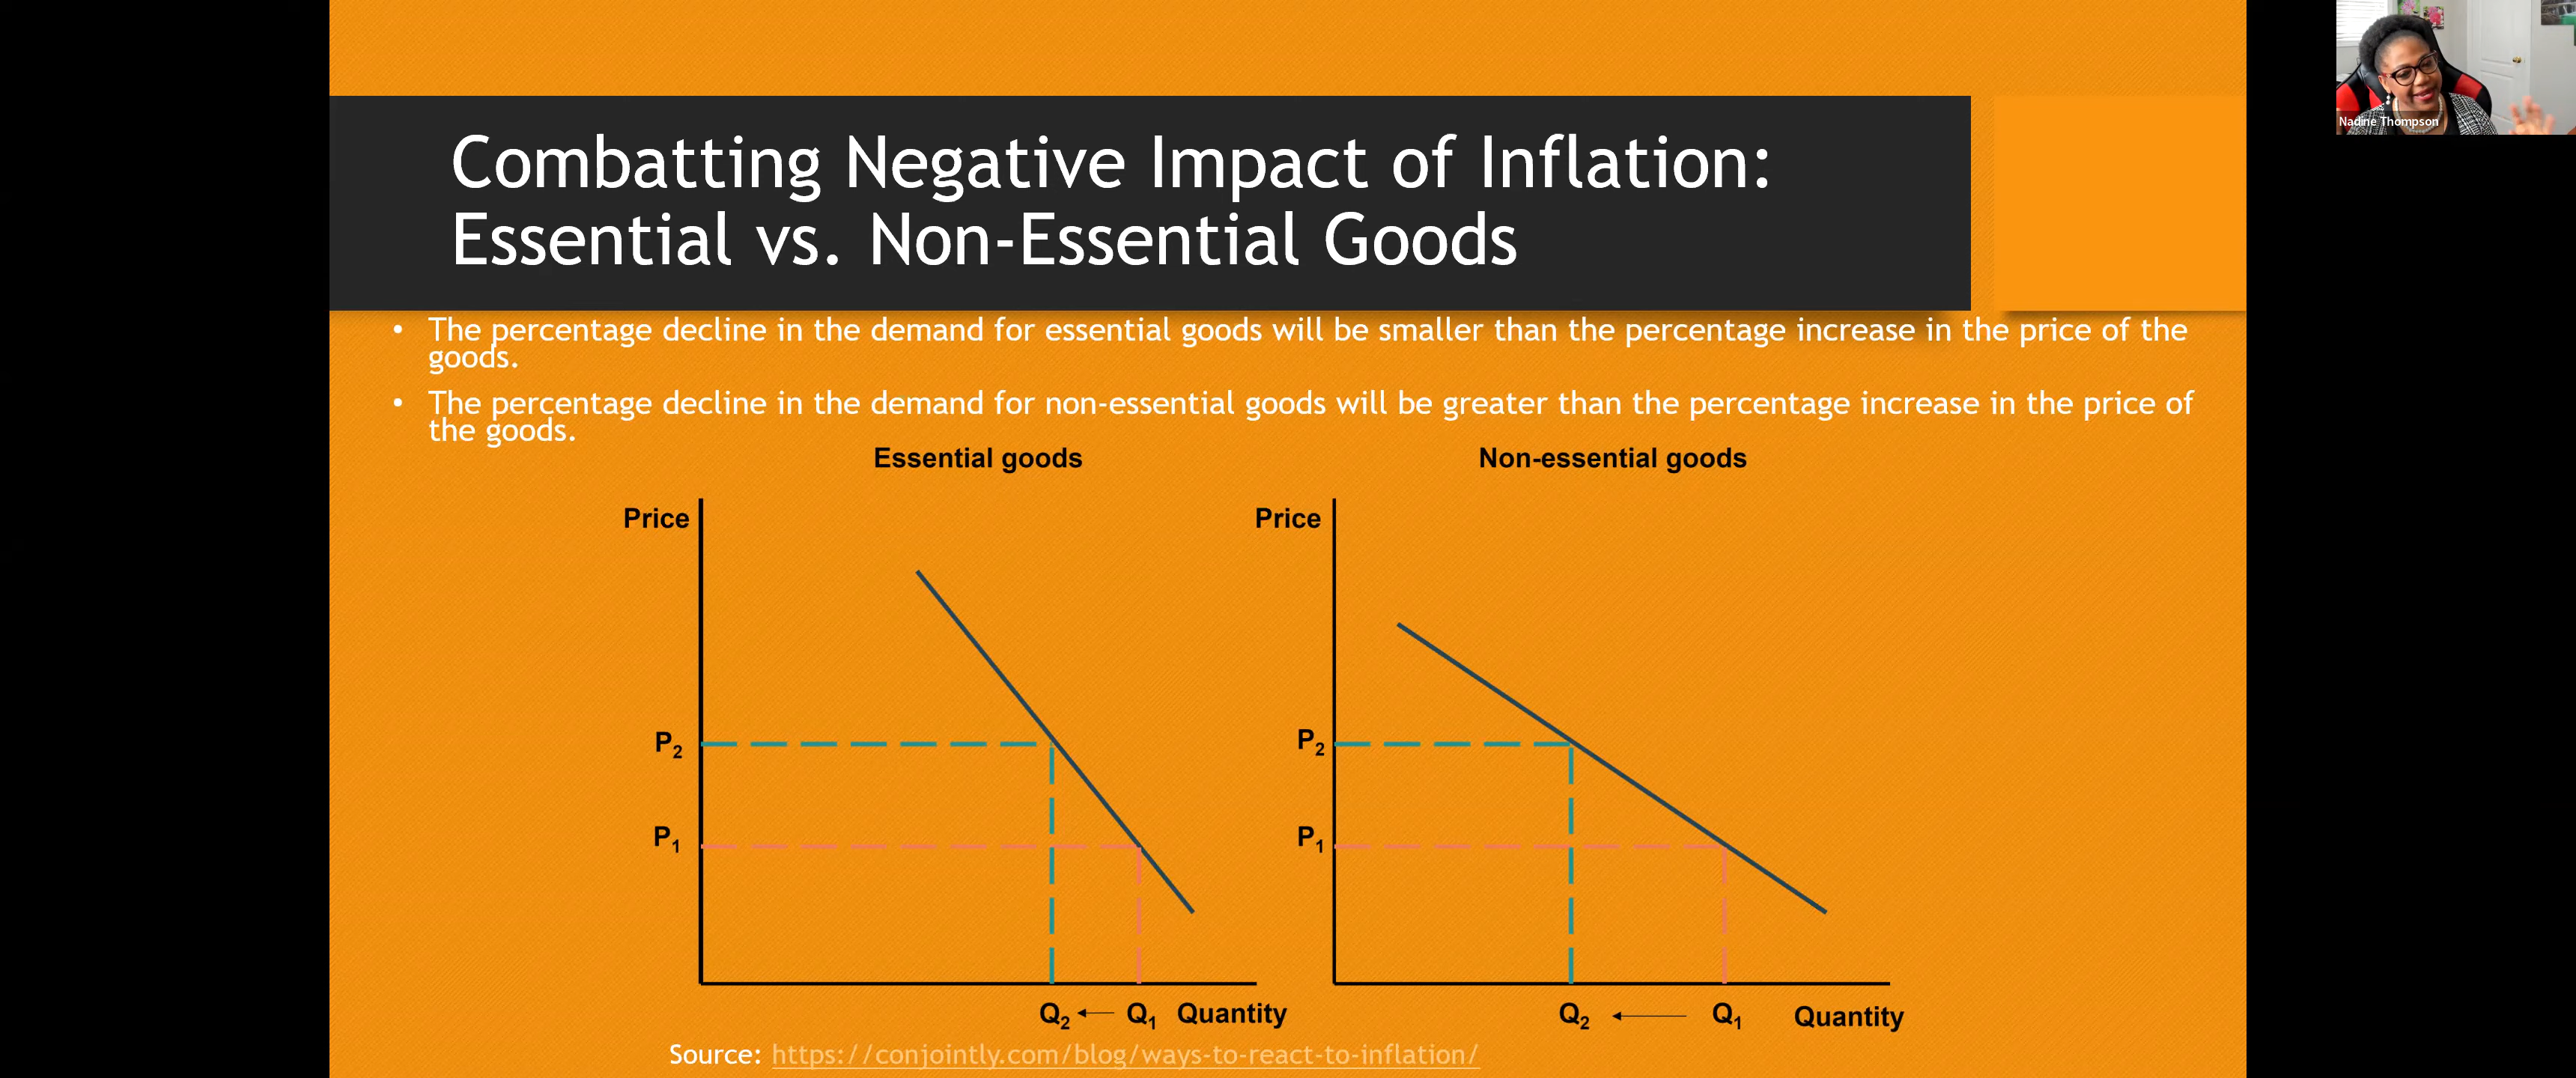 Nadine Thompson
Combatting Negative Impact of Inflation:
Essential vs. Non-Essential Goods
• The percentage decline in the demand for essential goods will be smaller than the percentage increase in the price of the
goods.
• The percentage decline in the demand for non-essential goods will be greater than the percentage increase in the price of
the goods.
Essential goods
Price
P2
P1
Q2 ← Q1 Quantity
Non-essential goods
Price
P2
P1
Q2 ← Q1 Quantity
Source: https://conjointly.com/blog/ways-to-react-to-inflation/